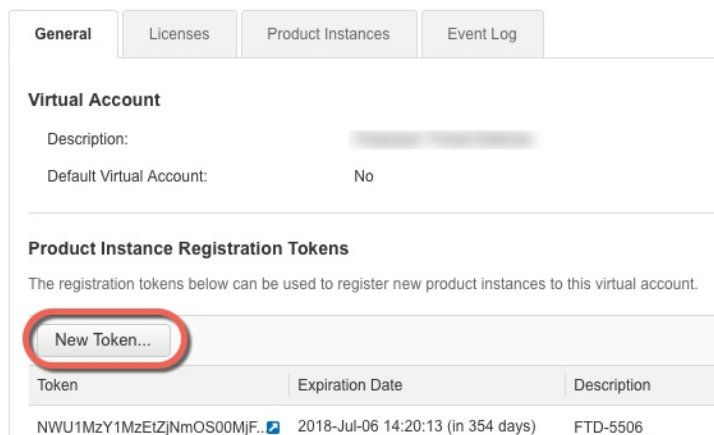 General Licenses Product Instances Event Log
Virtual Account
Description:
Default Virtual Account: No
Product Instance Registration Tokens
The registration tokens below can be used to register new product instances to this virtual account.
New Token...
Token Expiration Date Description
NWU1MzY1MzEtZjNmOS00MjF.. 2018-Jul-06 14:20:13 (in 354 days) FTD-5506